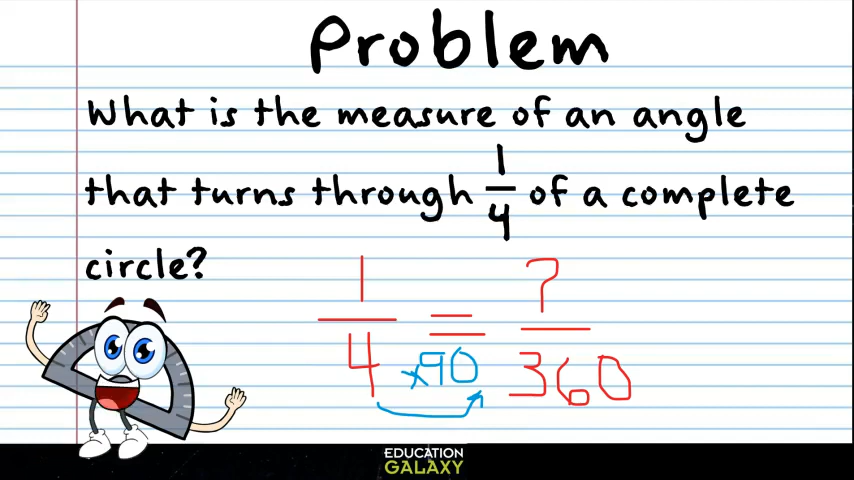 Problem
What is the measure of an angle
that turns through 1/4 of a complete
circle?
1/4 = ?/360
×90
EDUCATION
GALAXY